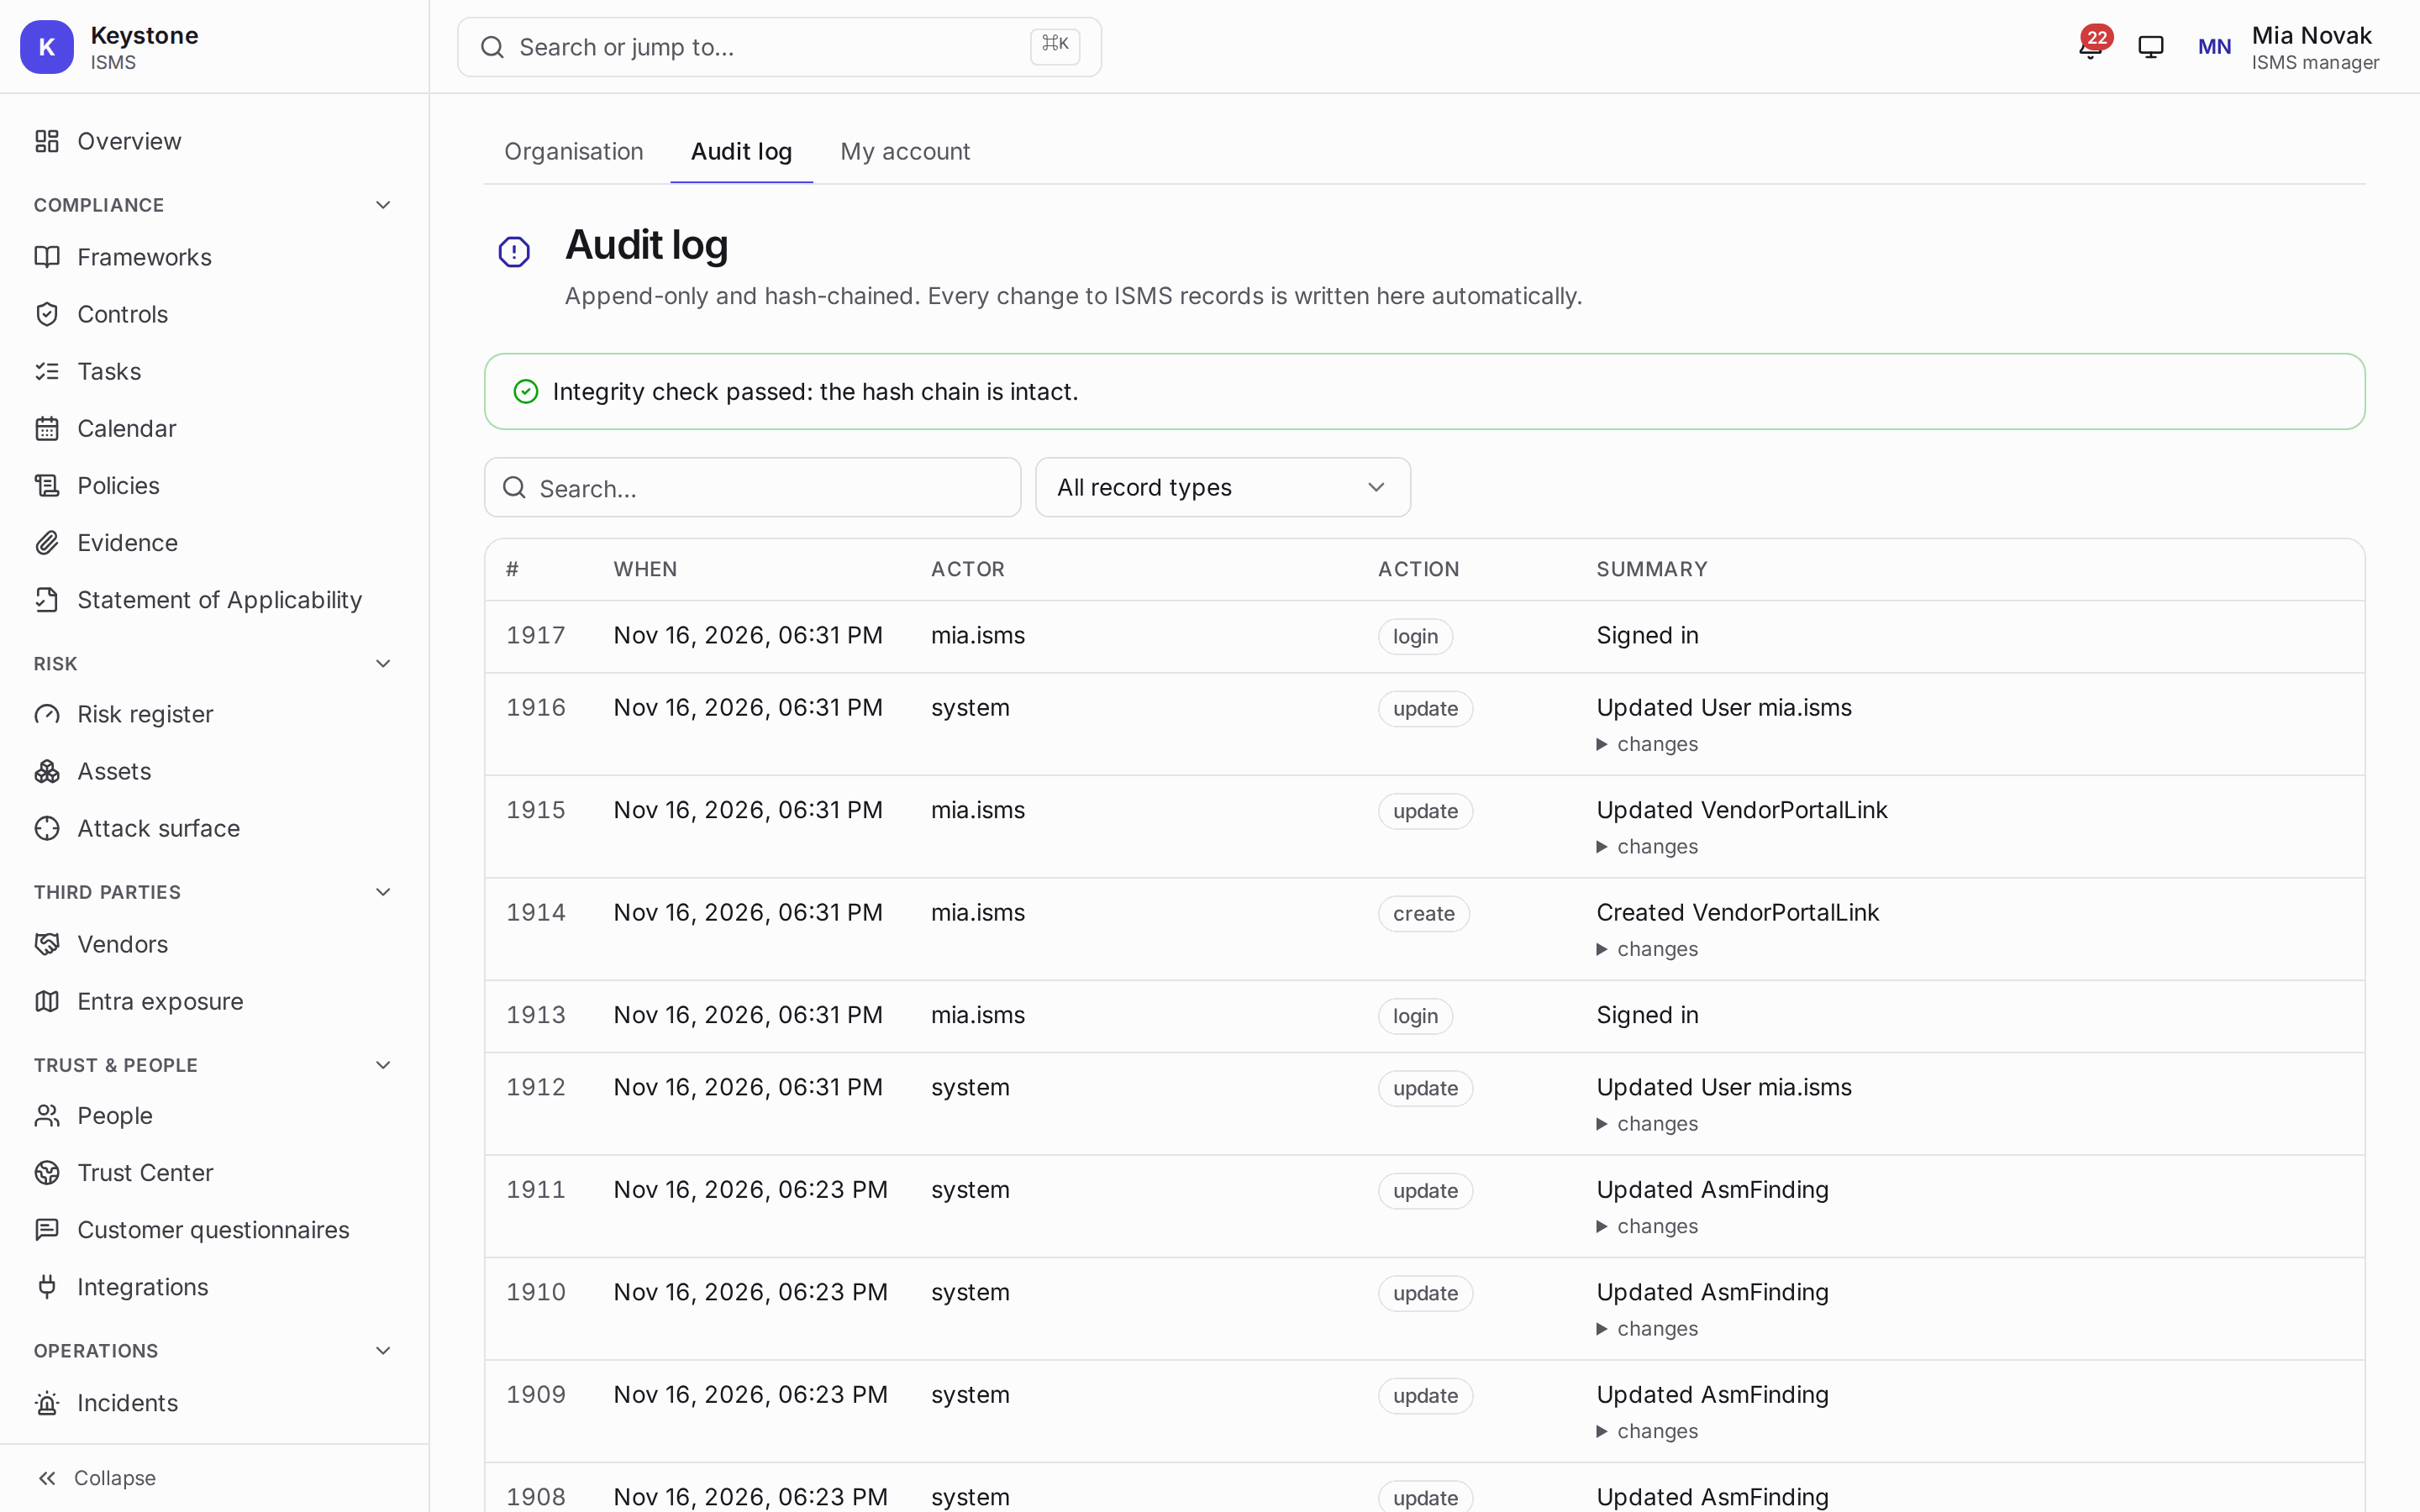 K
Keystone
ISMS
Search or jump to...
⌘K
22
MN
Mia Novak
ISMS manager
Overview
COMPLIANCE
Frameworks
Controls
Tasks
Calendar
Policies
Evidence
Statement of Applicability
RISK
Risk register
Assets
Attack surface
THIRD PARTIES
Vendors
Entra exposure
TRUST & PEOPLE
People
Trust Center
Customer questionnaires
Integrations
OPERATIONS
Incidents
Collapse
Organisation Audit log My account
Audit log
Append-only and hash-chained. Every change to ISMS records is written here automatically.
Integrity check passed: the hash chain is intact.
Search... All record types
# WHEN ACTOR ACTION SUMMARY
1917 Nov 16, 2026, 06:31 PM mia.isms login Signed in
1916 Nov 16, 2026, 06:31 PM system update Updated User mia.isms
changes
1915 Nov 16, 2026, 06:31 PM mia.isms update Updated VendorPortalLink
changes
1914 Nov 16, 2026, 06:31 PM mia.isms create Created VendorPortalLink
changes
1913 Nov 16, 2026, 06:31 PM mia.isms login Signed in
1912 Nov 16, 2026, 06:31 PM system update Updated User mia.isms
changes
1911 Nov 16, 2026, 06:23 PM system update Updated AsmFinding
changes
1910 Nov 16, 2026, 06:23 PM system update Updated AsmFinding
changes
1909 Nov 16, 2026, 06:23 PM system update Updated AsmFinding
changes
1908 Nov 16, 2026, 06:23 PM system update Updated AsmFinding